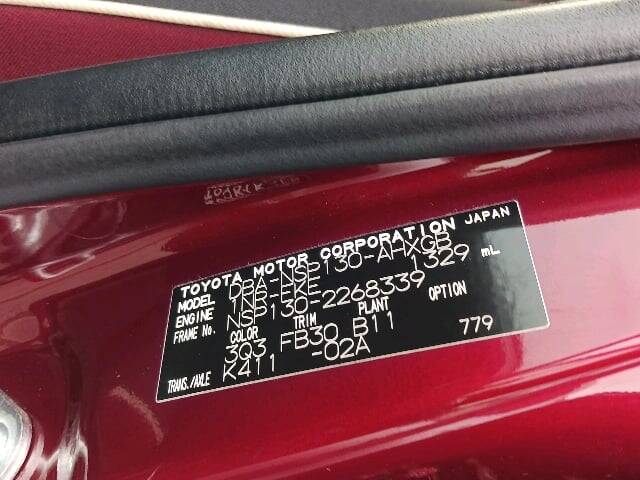 TOYOTA MOTOR CORPORATION JAPAN
MODEL DBA-NSP130-AHXGB
ENGINE 1NR-FKE 1329 mL
FRAME No. NSP130-2268339
COLOR TRIM PLANT OPTION
3Q3 FB30 B11 779
TRANS./AXLE K411 -02A